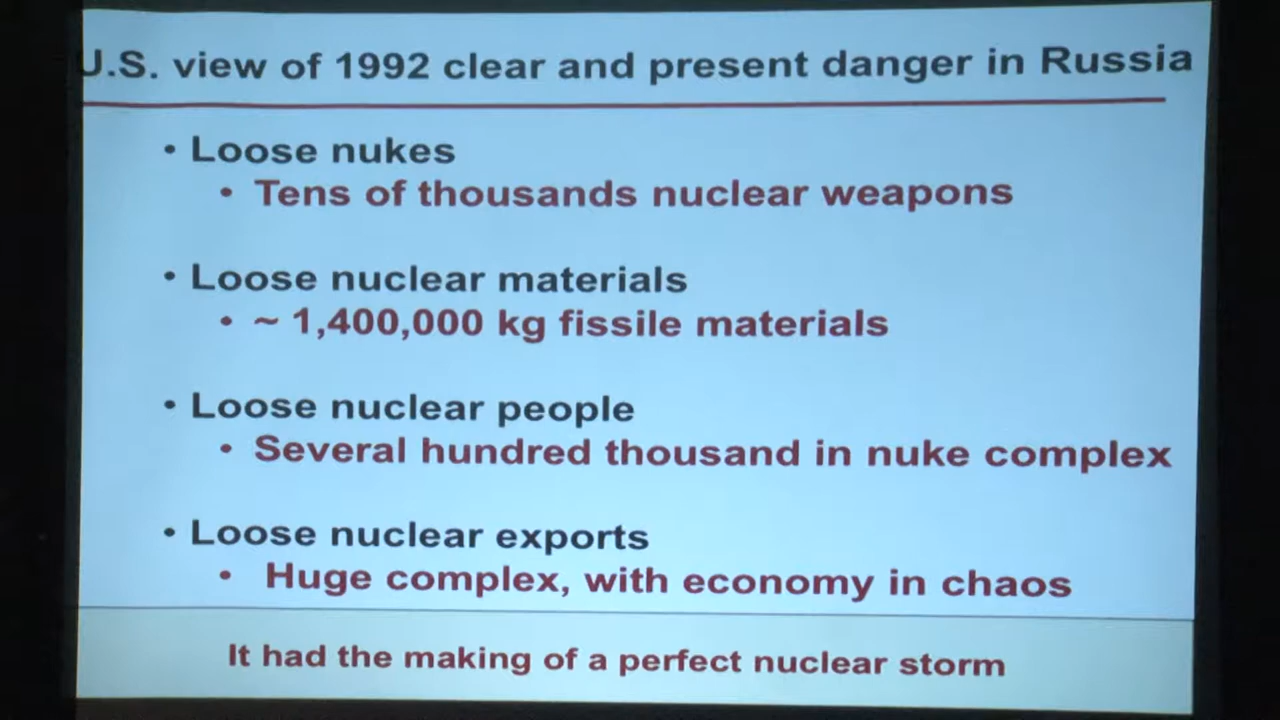 U.S. view of 1992 clear and present danger in Russia
• Loose nukes
• Tens of thousands nuclear weapons
• Loose nuclear materials
• ~ 1,400,000 kg fissile materials
• Loose nuclear people
• Several hundred thousand in nuke complex
• Loose nuclear exports
• Huge complex, with economy in chaos
It had the making of a perfect nuclear storm